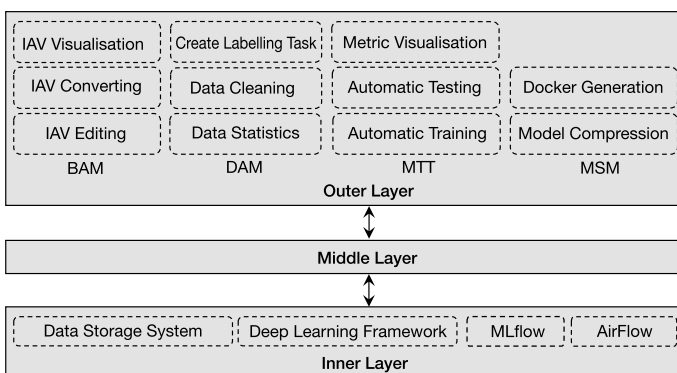 IAV Visualisation Create Labelling Task Metric Visualisation
IAV Converting Data Cleaning Automatic Testing Docker Generation
IAV Editing Data Statistics Automatic Training Model Compression
BAM DAM MTT MSM
Outer Layer
Middle Layer
Data Storage System Deep Learning Framework MLflow AirFlow
Inner Layer